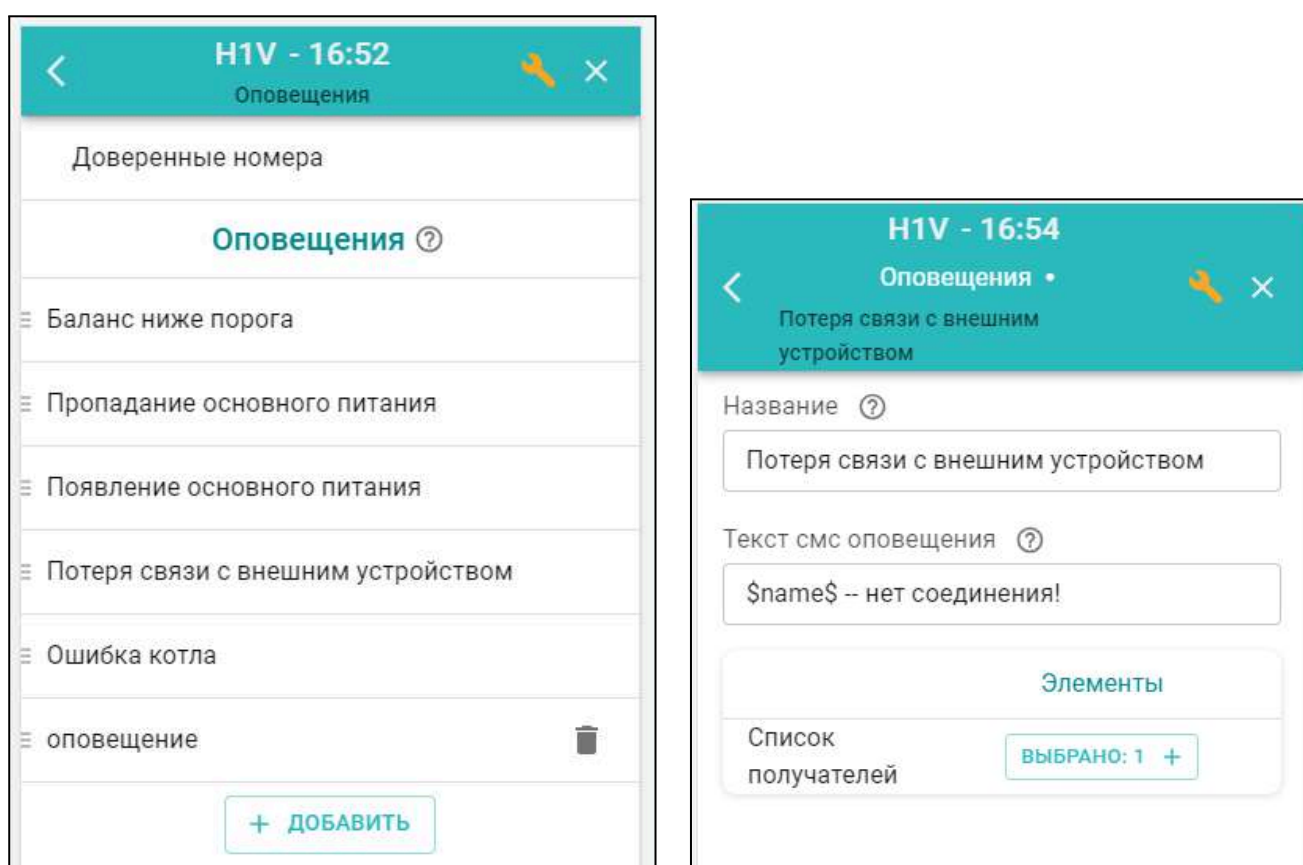 H1V - 16:52
Оповещения
Доверенные номера
Оповещения
Баланс ниже порога
Пропадание основного питания
Появление основного питания
Потеря связи с внешним устройством
Ошибка котла
оповещение
+ ДОБАВИТЬ
H1V - 16:54
Оповещения •
Потеря связи с внешним
устройством
Название
Потеря связи с внешним устройством
Текст смс оповещения
$name$ -- нет соединения!
Элементы
Список
получателей
ВЫБРАНО: 1 +